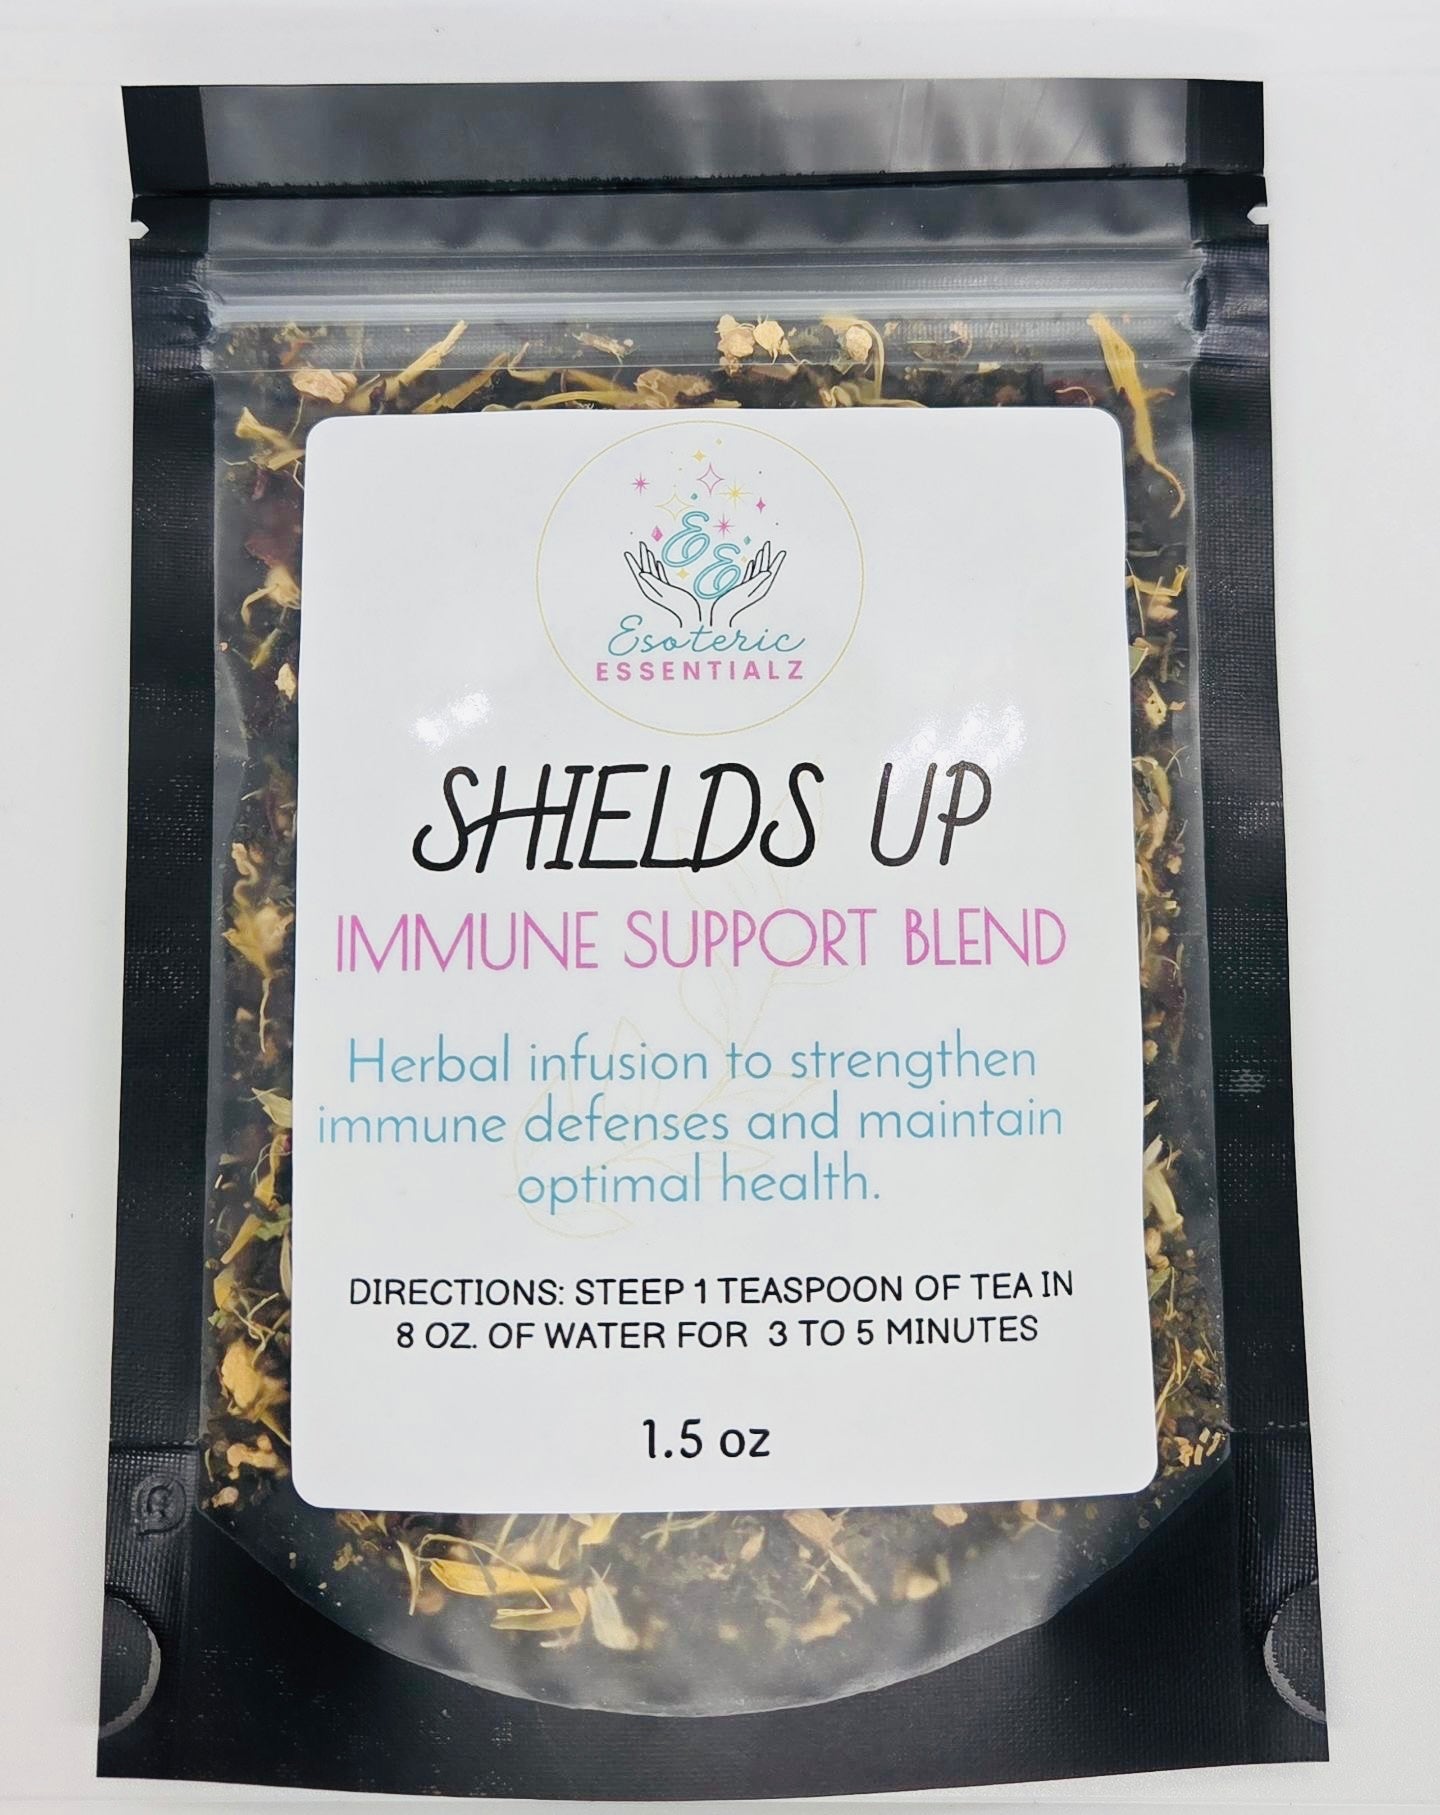 EE
Esoteric
ESSENTIALZ
SHIELDS UP
IMMUNE SUPPORT BLEND
Herbal infusion to strengthen
immune defenses and maintain
optimal health.
DIRECTIONS: STEEP 1 TEASPOON OF TEA IN
8 OZ. OF WATER FOR 3 TO 5 MINUTES
1.5 oz